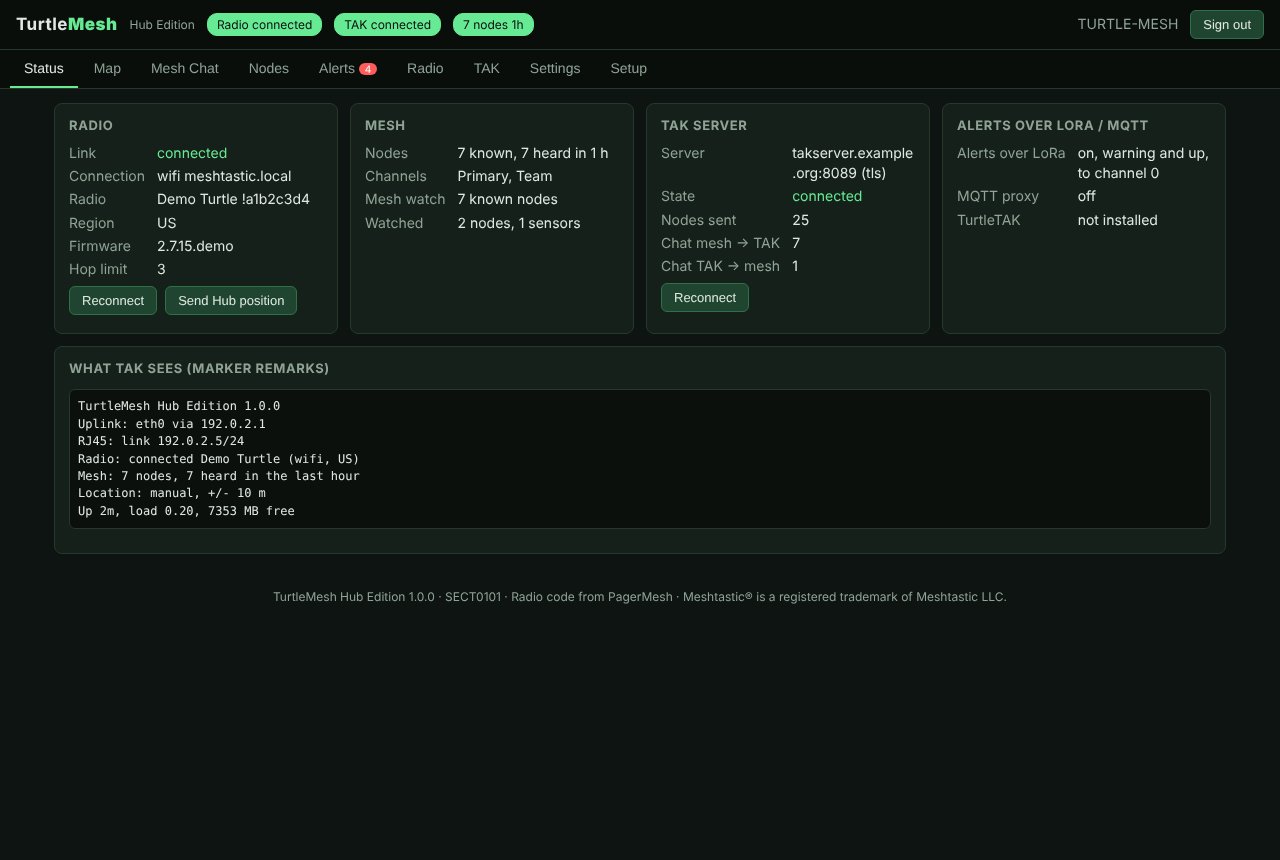 TurtleMesh Hub Edition Radio connected TAK connected 7 nodes 1h TURTLE-MESH Sign out
Status Map Mesh Chat Nodes Alerts 4 Radio TAK Settings Setup
RADIO
Link connected
Connection wifi meshtastic.local
Radio Demo Turtle !a1b2c3d4
Region US
Firmware 2.7.15.demo
Hop limit 3
Reconnect Send Hub position
MESH
Nodes 7 known, 7 heard in 1 h
Channels Primary, Team
Mesh watch 7 known nodes
Watched 2 nodes, 1 sensors
TAK SERVER
Server takserver.example
.org:8089 (tls)
State connected
Nodes sent 25
Chat mesh → TAK 7
Chat TAK → mesh 1
Reconnect
ALERTS OVER LORA / MQTT
Alerts over LoRa on, warning and up,
to channel 0
MQTT proxy off
TurtleTAK not installed
WHAT TAK SEES (MARKER REMARKS)
TurtleMesh Hub Edition 1.0.0
Uplink: eth0 via 192.0.2.1
RJ45: link 192.0.2.5/24
Radio: connected Demo Turtle (wifi, US)
Mesh: 7 nodes, 7 heard in the last hour
Location: manual, +/- 10 m
Up 2m, load 0.20, 7353 MB free
TurtleMesh Hub Edition 1.0.0 · SECT0101 · Radio code from PagerMesh · Meshtastic® is a registered trademark of Meshtastic LLC.